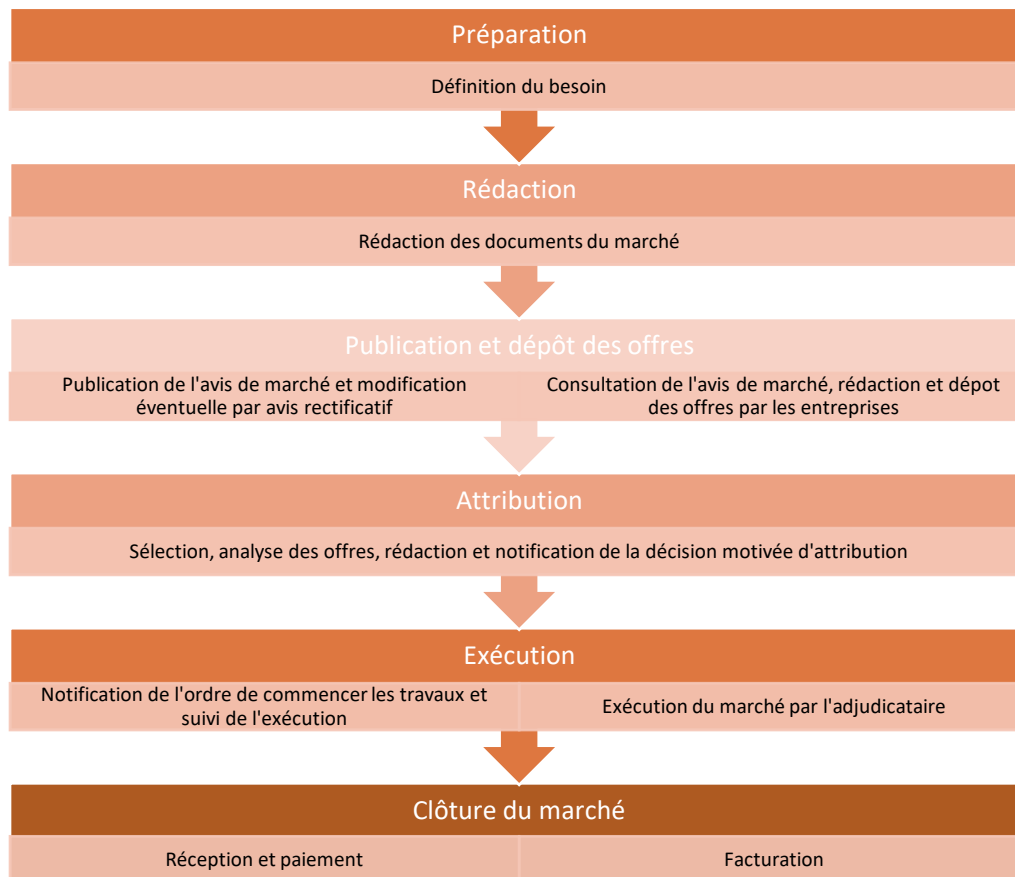 Préparation
Définition du besoin
Rédaction
Rédaction des documents du marché
Publication et dépôt des offres
Publication de l'avis de marché et modification
éventuelle par avis rectificatif
Consultation de l'avis de marché, rédaction et dépot
des offres par les entreprises
Attribution
Sélection, analyse des offres, rédaction et notification de la décision motivée d'attribution
Exécution
Notification de l'ordre de commencer les travaux et
suivi de l'exécution
Exécution du marché par l'adjudicataire
Clôture du marché
Réception et paiement
Facturation